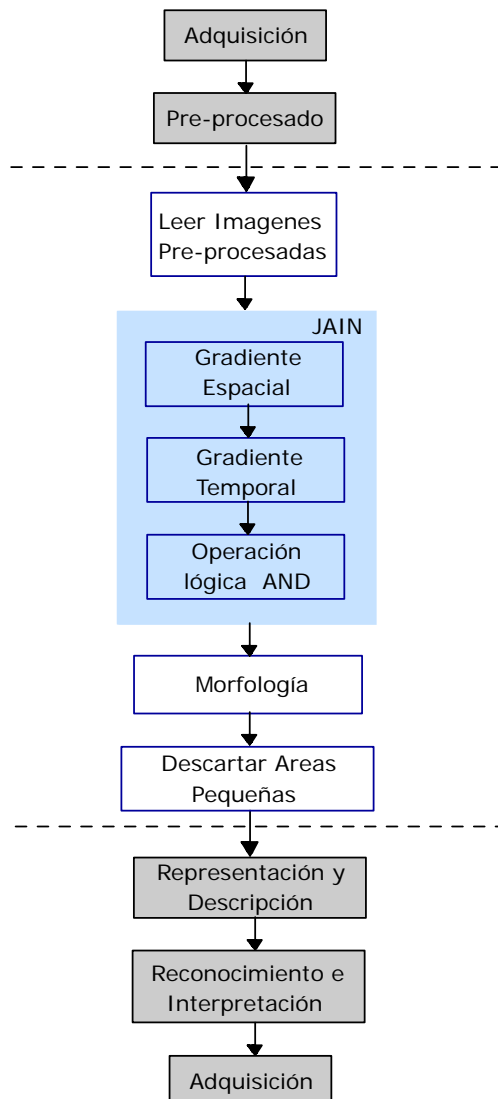 Adquisición
Pre-procesado
Leer Imagenes
Pre-procesadas
JAIN
Gradiente
Espacial
Gradiente
Temporal
Operación
lógica AND
Morfología
Descartar Areas
Pequeñas
Representación y
Descripción
Reconocimiento e
Interpretación
Adquisición